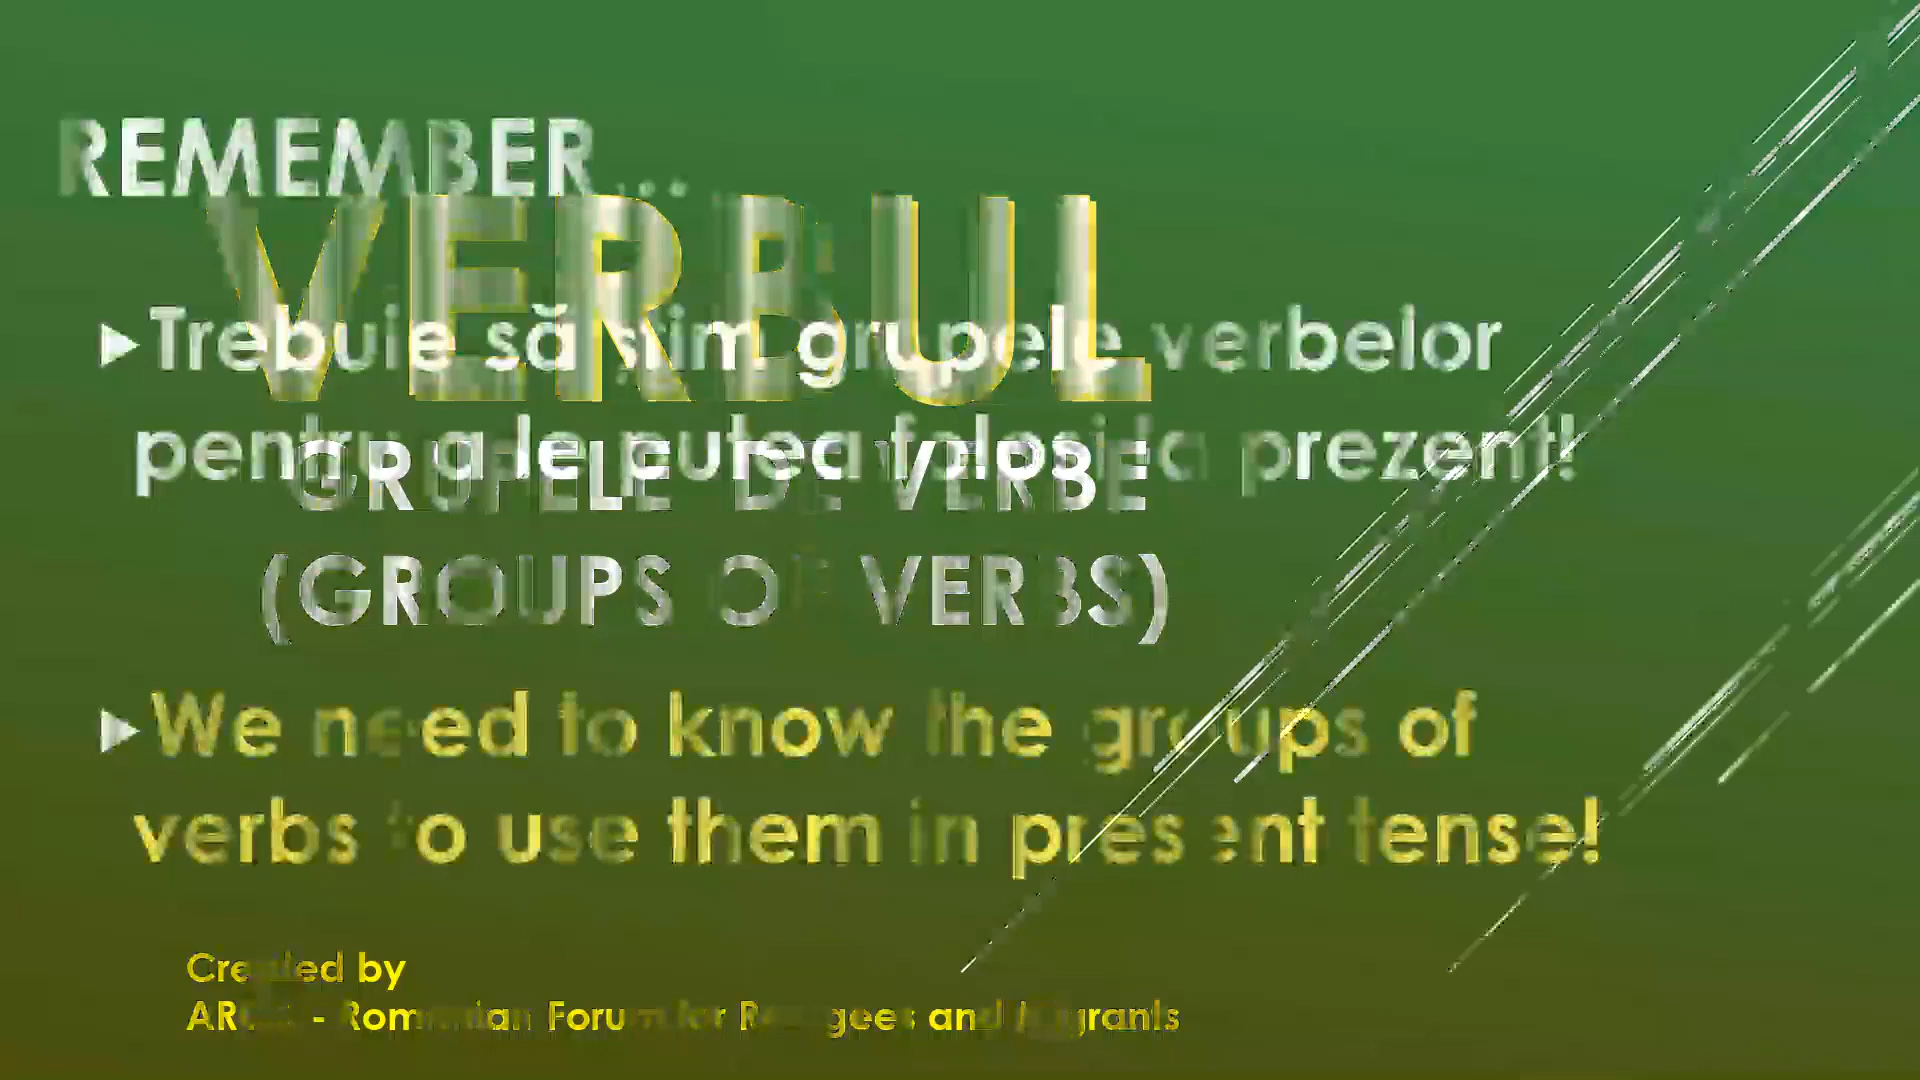 REMEMBER...
VERBUL
▸Trebuie să știm grupele verbelor
pentru a le putea folosi la prezent!
GRUPELE DE VERBE
(GROUPS OF VERBS)
▸We need to know the groups of
verbs to use them in present tense!
Created by
- Romanian Forum for Refugees and Migrants